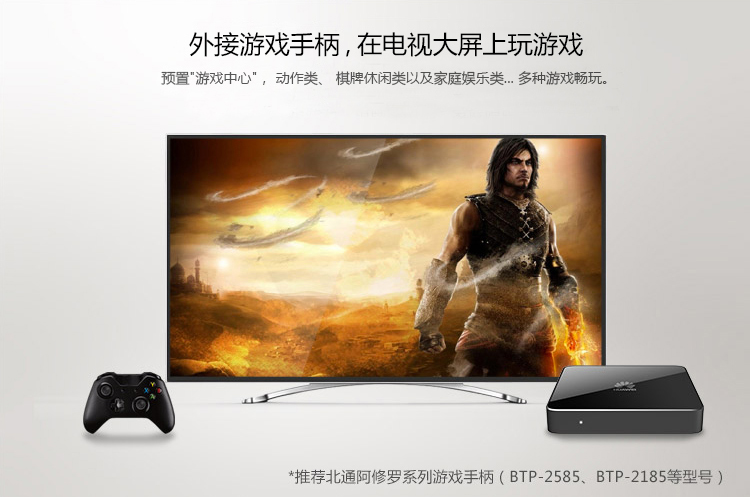 外接游戏手柄，在电视大屏上玩游戏
预置"游戏中心"，动作类、棋牌休闲类以及家庭娱乐类... 多种游戏畅玩。
HUAWEI
*推荐北通阿修罗系列游戏手柄（BTP-2585、BTP-2185等型号）